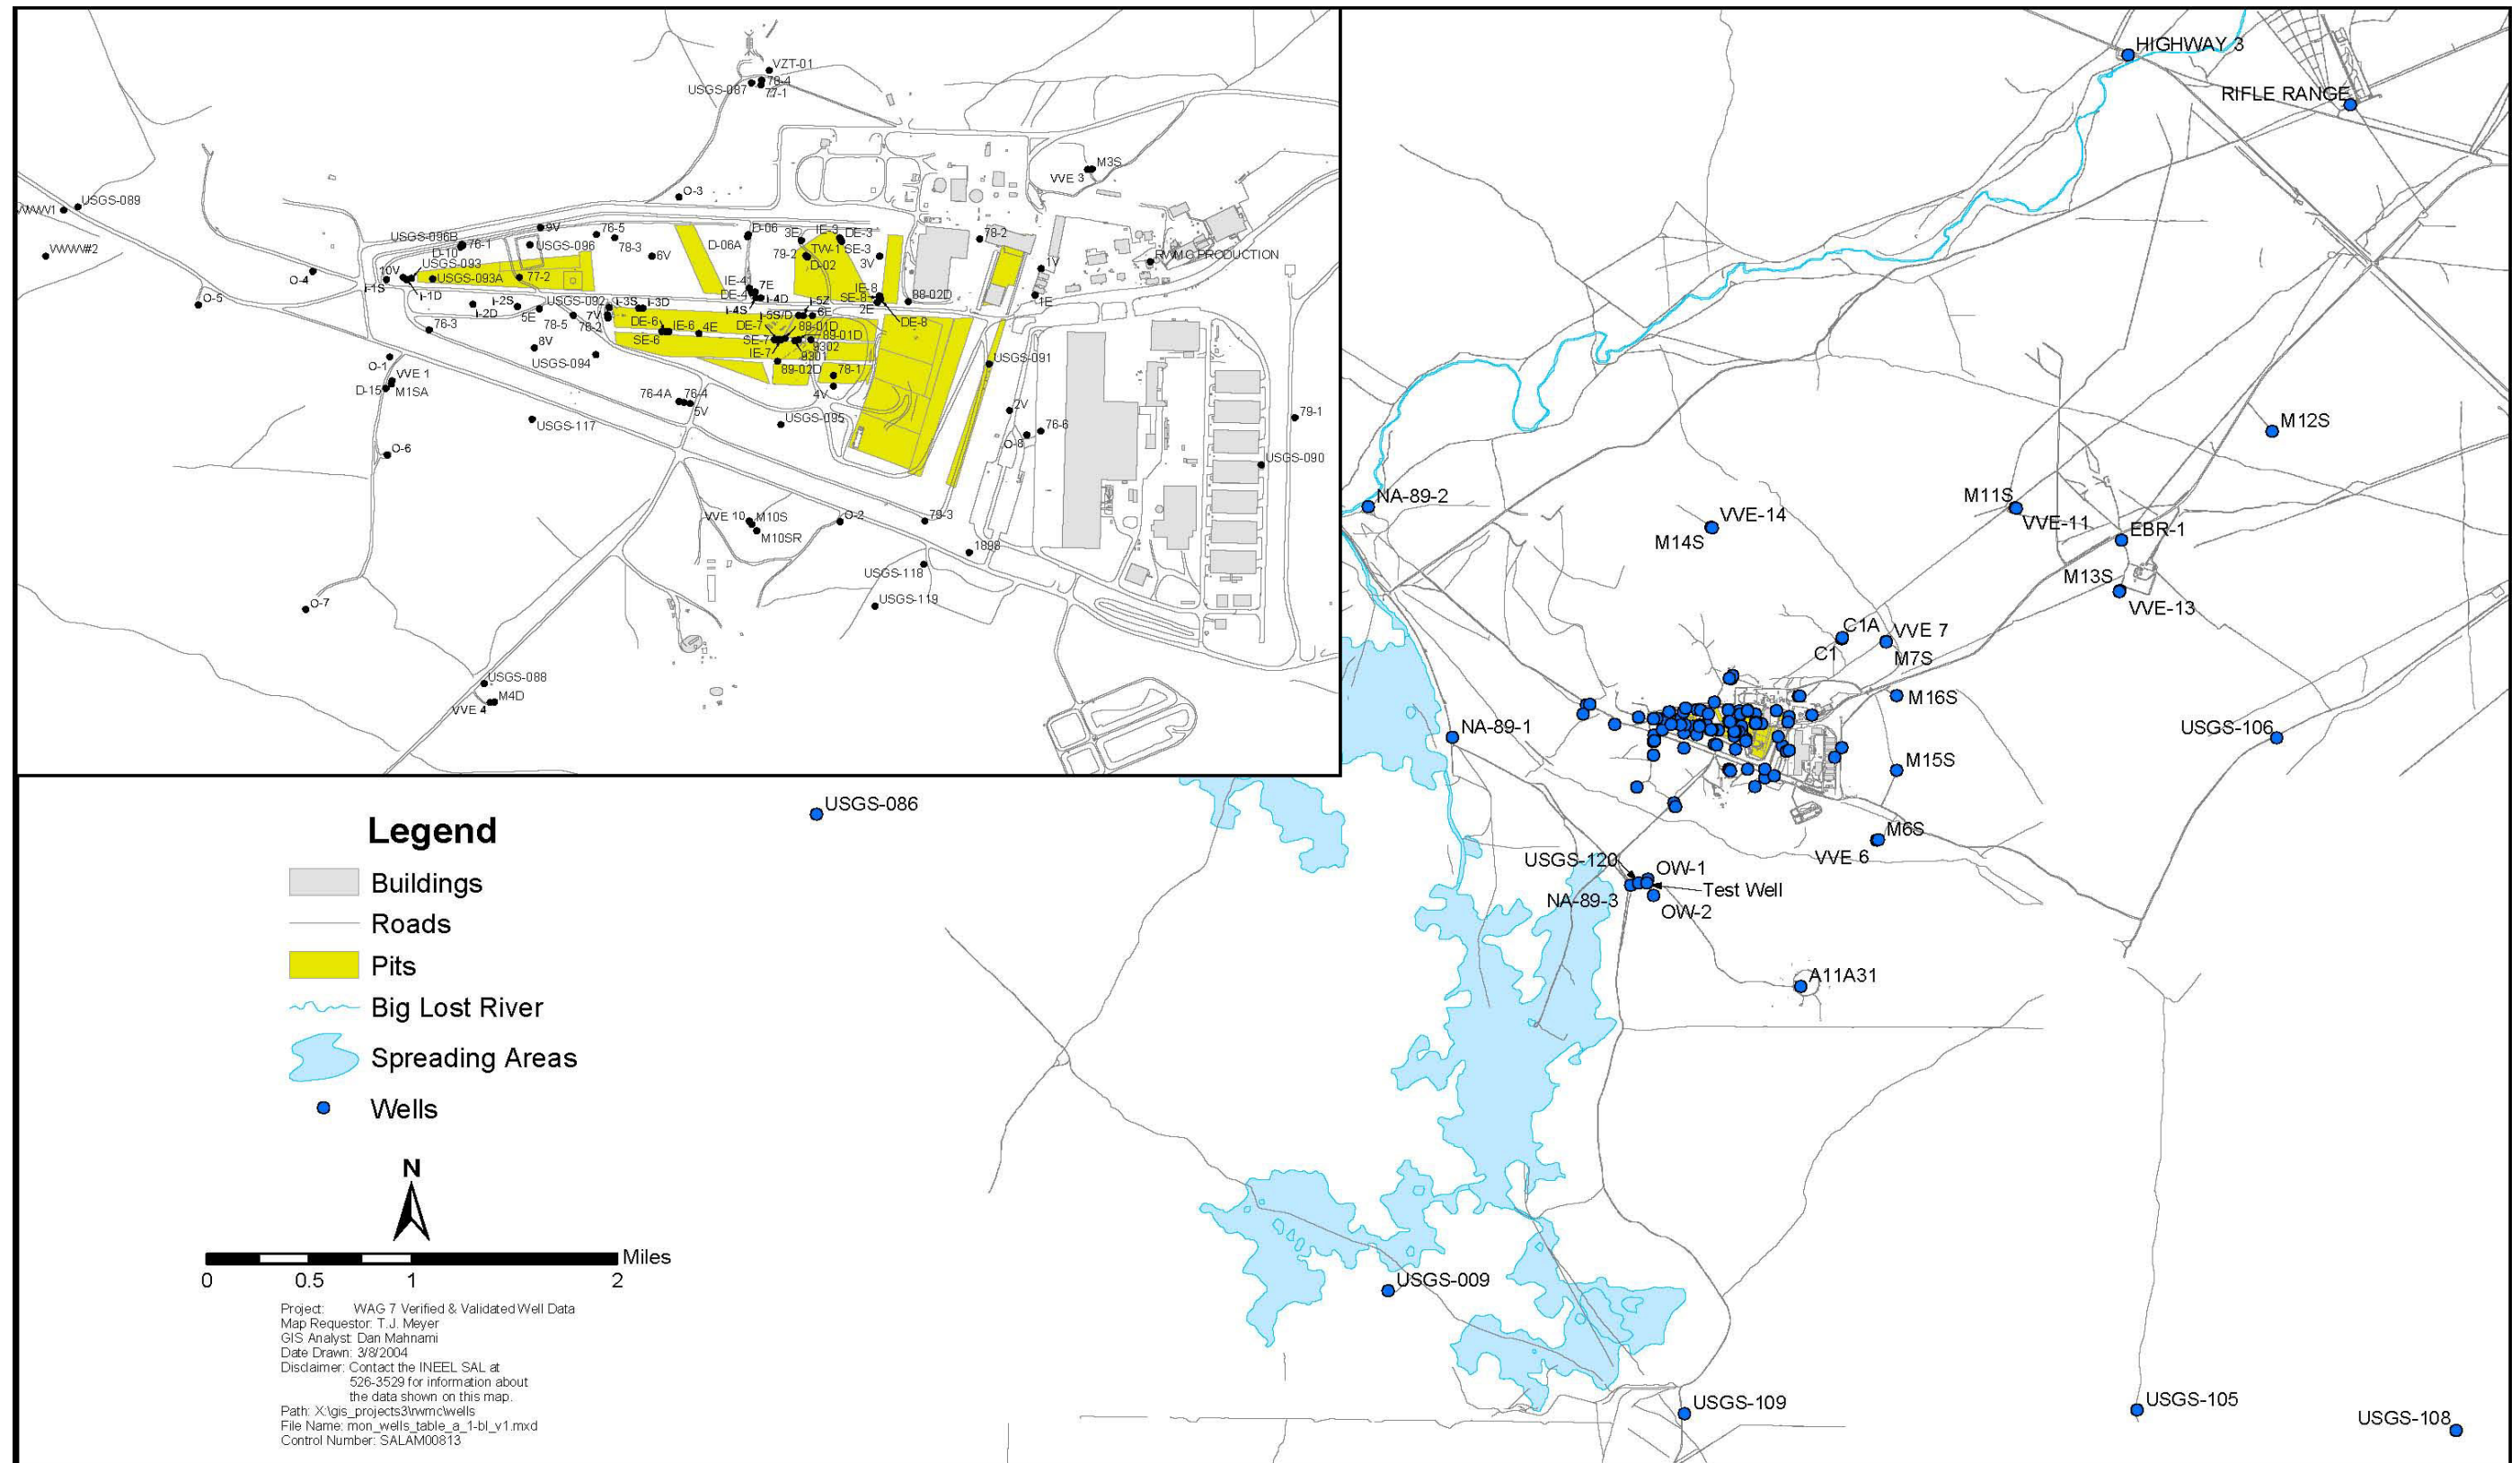 VZT-01
78-4
USGS-087
77-1
M3S
VVE 3
O-3
USGS-089
WWW1
WWW#2
9V
76-5
78-3
6V
USGS-096B
76-1
D-10
USGS-096
D-06
D-06A
3E
IE-3
DE-3
SE-3
TW-1
79-2
D-02
3V
78-2
1V
RWMC PRODUCTION
O-4
O-5
10V
USGS-093
USGS-093A
77-2
I-1S
I-1D
I-2S
I-2D
5E
USGS-092
I-3S
I-3D
7V
78-2
78-5
IE-4
7E
DE-4
I-4D
I-4S
I-5Z
I-5S/D
6E
IE-8
SE-8
2E
88-02D
DE-8
1E
76-3
DE-6
IE-6
4E
SE-6
DE-7
SE-7
IE-7
88-01D
89-01D
9302
9301
89-02D
8V
USGS-094
USGS-091
O-1
VVE 1
D-15
M1SA
78-1
4V
76-4A
76-4
5V
USGS-117
USGS-095
2V
76-6
O-8
79-1
USGS-090
O-6
VVE 10
M10S
M10SR
O-2
79-3
1898
USGS-118
USGS-119
O-7
USGS-088
M4D
VVE 4
HIGHWAY 3
RIFLE RANGE
M12S
NA-89-2
M11S
VVE-11
VVE-14
M14S
EBR-1
M13S
VVE-13
C1A
C1
VVE 7
M7S
M16S
NA-89-1
USGS-106
M15S
USGS-086
M6S
VVE 6
USGS-120
OW-1
Test Well
NA-89-3
OW-2
A11A31
USGS-009
USGS-109
USGS-105
USGS-108
Legend
Buildings
Roads
Pits
Big Lost River
Spreading Areas
Wells
N
Miles
0 0.5 1 2
Project: WAG 7 Verified & Validated Well Data
Map Requestor: T.J. Meyer
GIS Analyst: Dan Mahnami
Date Drawn: 3/8/2004
Disclaimer: Contact the INEEL SAL at
526-3529 for information about
the data shown on this map.
Path: X:\gis_projects3\rwmc\wells
File Name: mon_wells_table_a_1-bl_v1.mxd
Control Number: SALAM00813